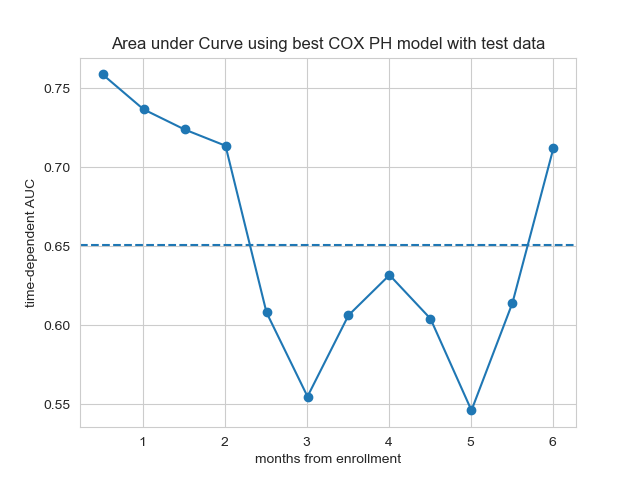 Area under Curve using best COX PH model with test data
time-dependent AUC
0.75
0.70
0.65
0.60
0.55
1 2 3 4 5 6
months from enrollment